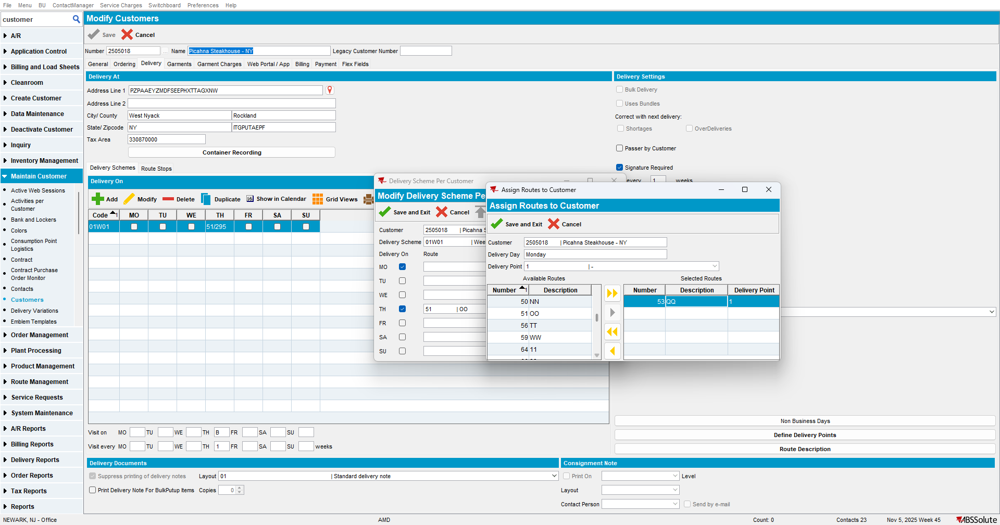 File Menu BU ContactManager Service Charges Switchboard Preferences Help
customer
A/R
Application Control
Billing and Load Sheets
Cleanroom
Create Customer
Data Maintenance
Deactivate Customer
Inquiry
Inventory Management
Maintain Customer
Active Web Sessions
Activities per
Customer
Bank and Lockers
Colors
Consumption Point
Logistics
Contract
Contract Purchase
Order Monitor
Contacts
Customers
Delivery Variations
Emblem Templates
Order Management
Plant Processing
Product Management
Route Management
Service Requests
System Maintenance
A/R Reports
Billing Reports
Delivery Reports
Order Reports
Tax Reports
Reports
Modify Customers
Save Cancel
Number 2505018 ... Name Picahna Steakhouse - NY Legacy Customer Number
General Ordering Delivery Garments Garment Charges Web Portal / App Billing Payment Flex Fields
Delivery At
Address Line 1 PZPAAEYZMDFSEEPHXTTAGXNW
Address Line 2
City/ County West Nyack Rockland
State/ Zipcode NY ITGPUTAEPF
Tax Area 330870000
Container Recording
Delivery Schemes Route Stops
Delivery On
Add Modify Delete Duplicate 16 Show in Calendar Grid Views
Code 1 MO TU WE TH FR SA SU
01W01 51/295
Visit on MO TU WE TH B FR SA SU
Visit every MO TU WE TH 1 FR SA SU weeks
Delivery Settings
Bulk Delivery
Uses Bundles
Correct with next delivery:
Shortages OverDeliveries
Passer by Customer
Signature Required
every 1 weeks
Non Business Days
Define Delivery Points
Route Description
Delivery Scheme Per Customer
Modify Delivery Scheme Pe
Save and Exit Cancel
Customer 2505018 | Picahna S
Delivery Scheme 01W01 | Wee
Delivery On Route
MO
TU
WE
TH 51 | OO
FR
SA
SU
Assign Routes to Customer
Assign Routes to Customer
Save and Exit Cancel
Customer 2505018 | Picahna Steakhouse - NY
Delivery Day Monday
Delivery Point 1 | -
Available Routes
Number 1 Description
50 NN
51 OO
56 TT
59 WW
64 11
Selected Routes
Number Description Delivery Point
53 QQ 1
Delivery Documents
Suppress printing of delivery notes Layout 01 | Standard delivery note
Print Delivery Note For BulkPutup Items Copies 0
Consignment Note
Print On Level
Layout
Contact Person Send by e-mail
NEWARK, NJ - Office AMD Count: 0 Contacts 23 Nov 5, 2025 Week 45 ABSSolute